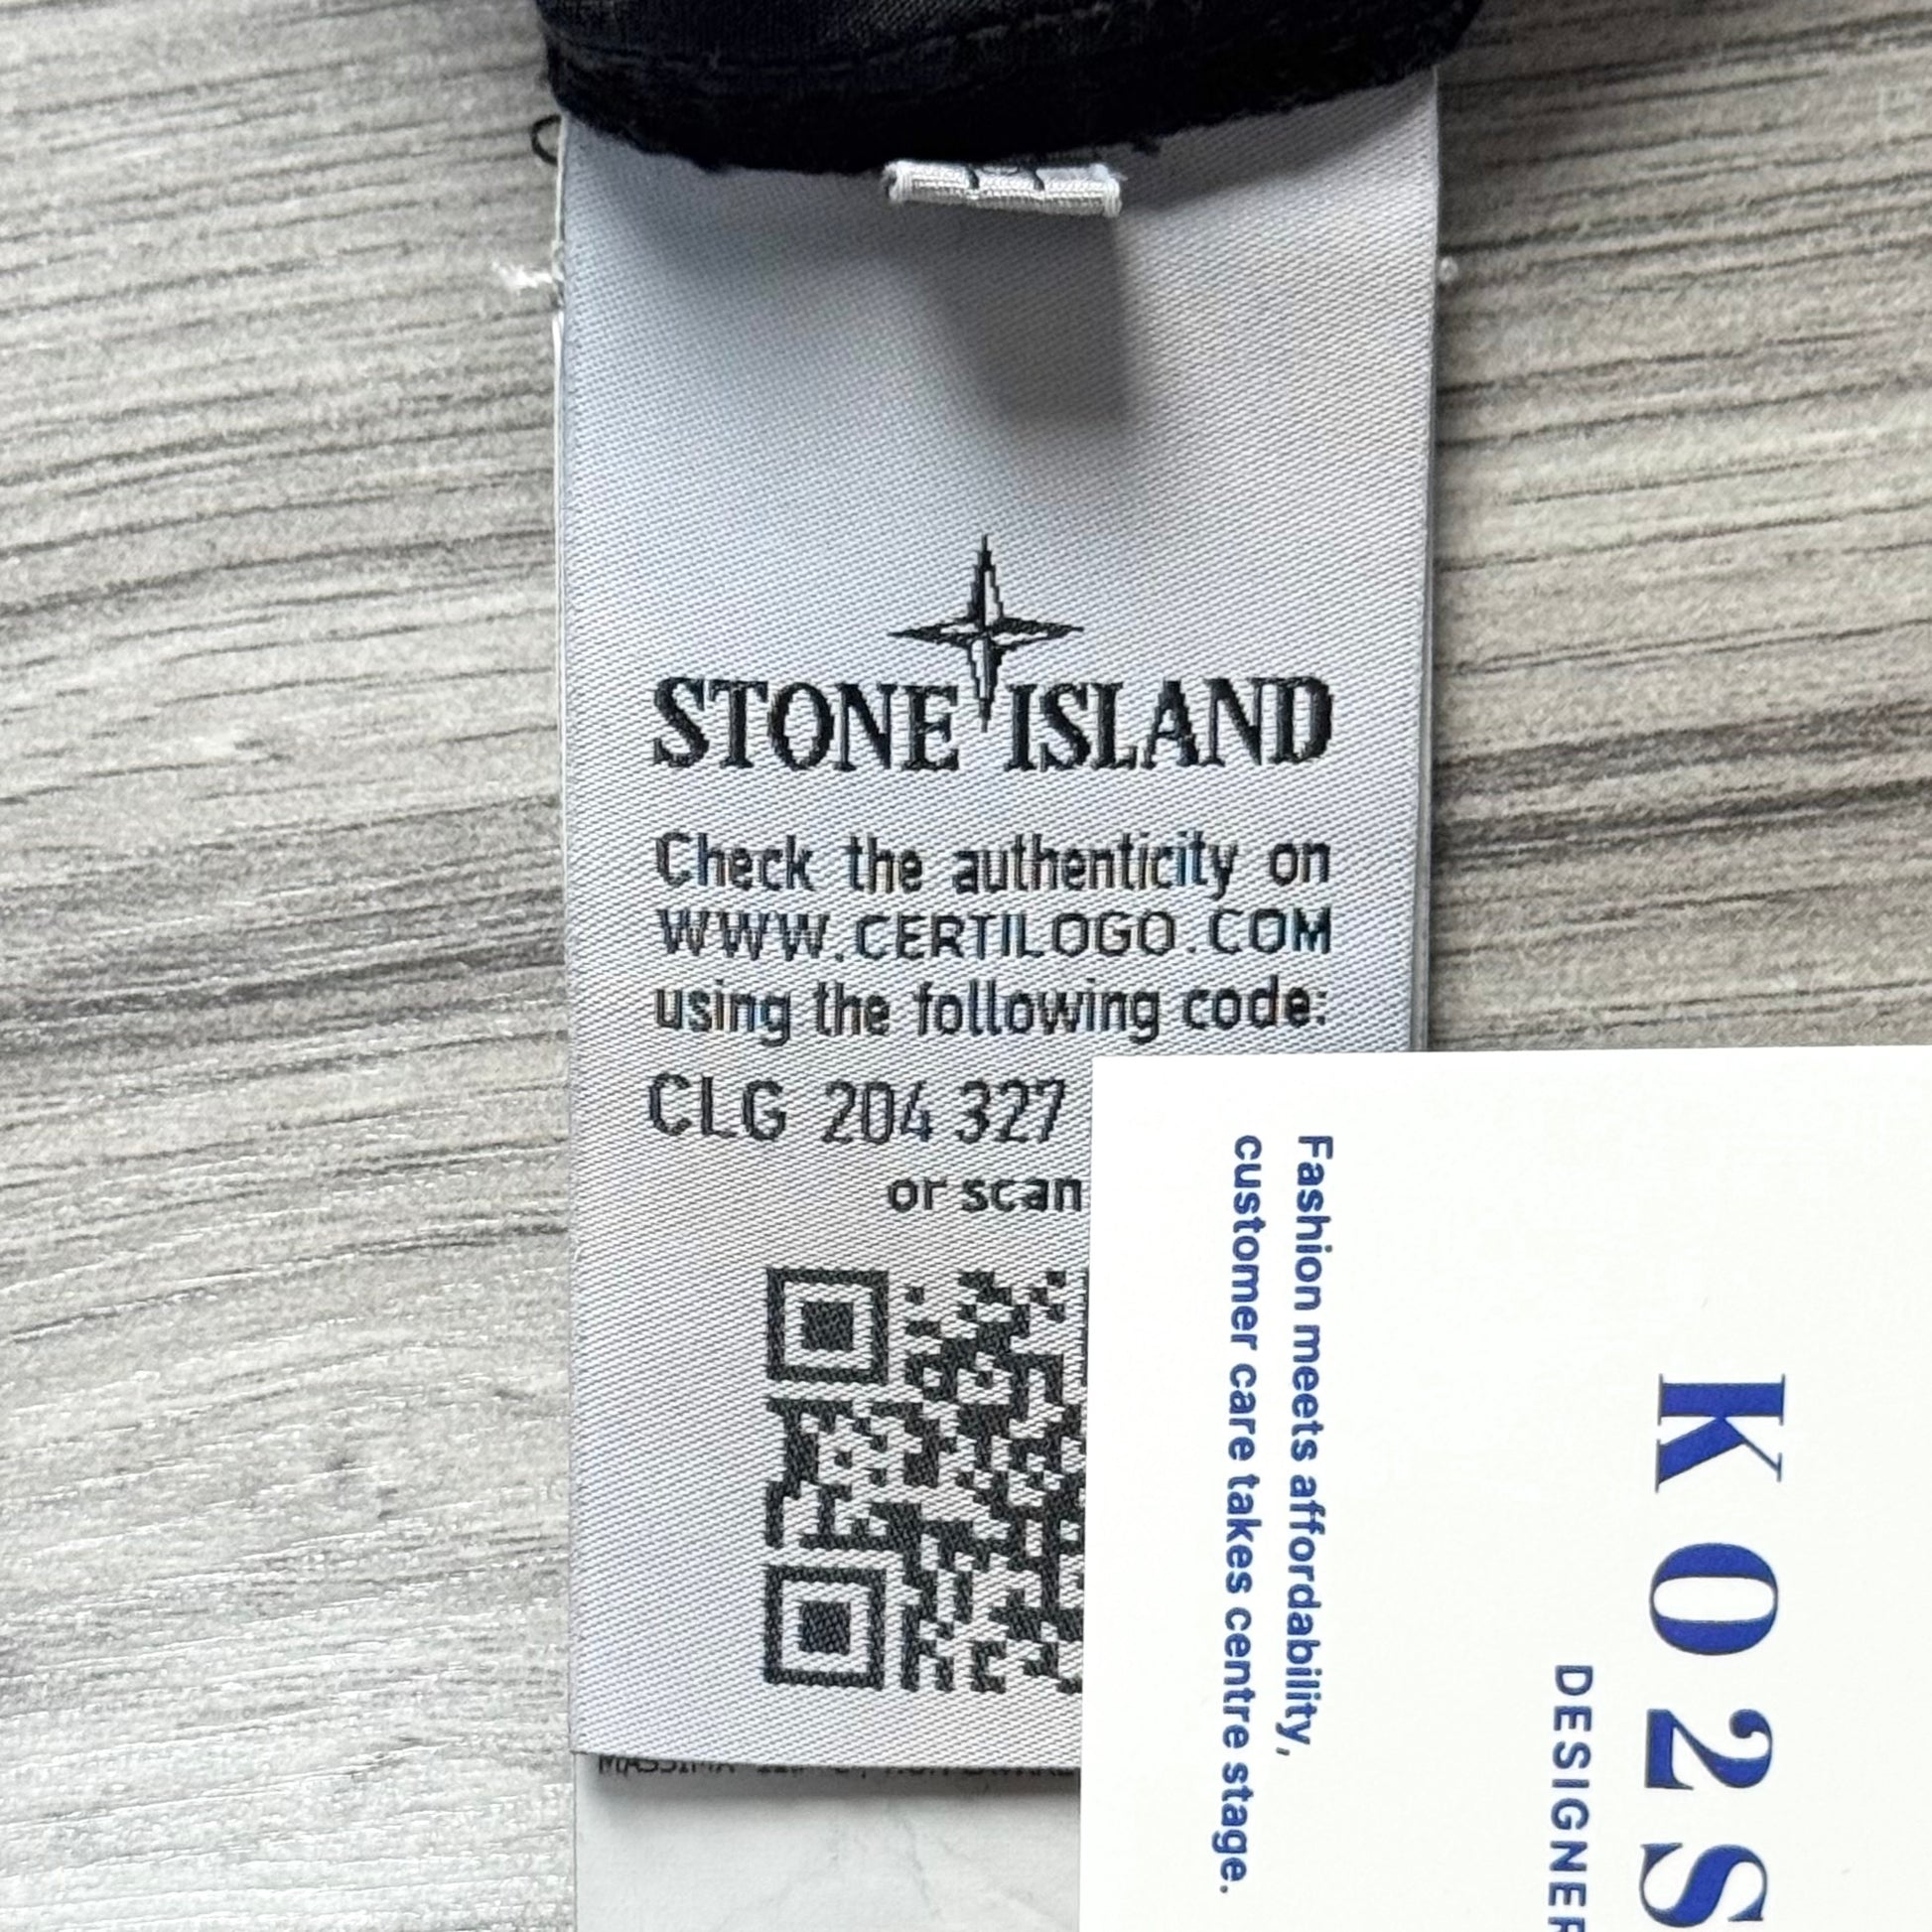 STONE ISLAND
Check the authenticity on
WWW.CERTILOGO.COM
using the following code:
CLG 204 327
or scan
Fashion meets affordability,
customer care takes centre stage.
K02S
DESIGNER
MASSIMA